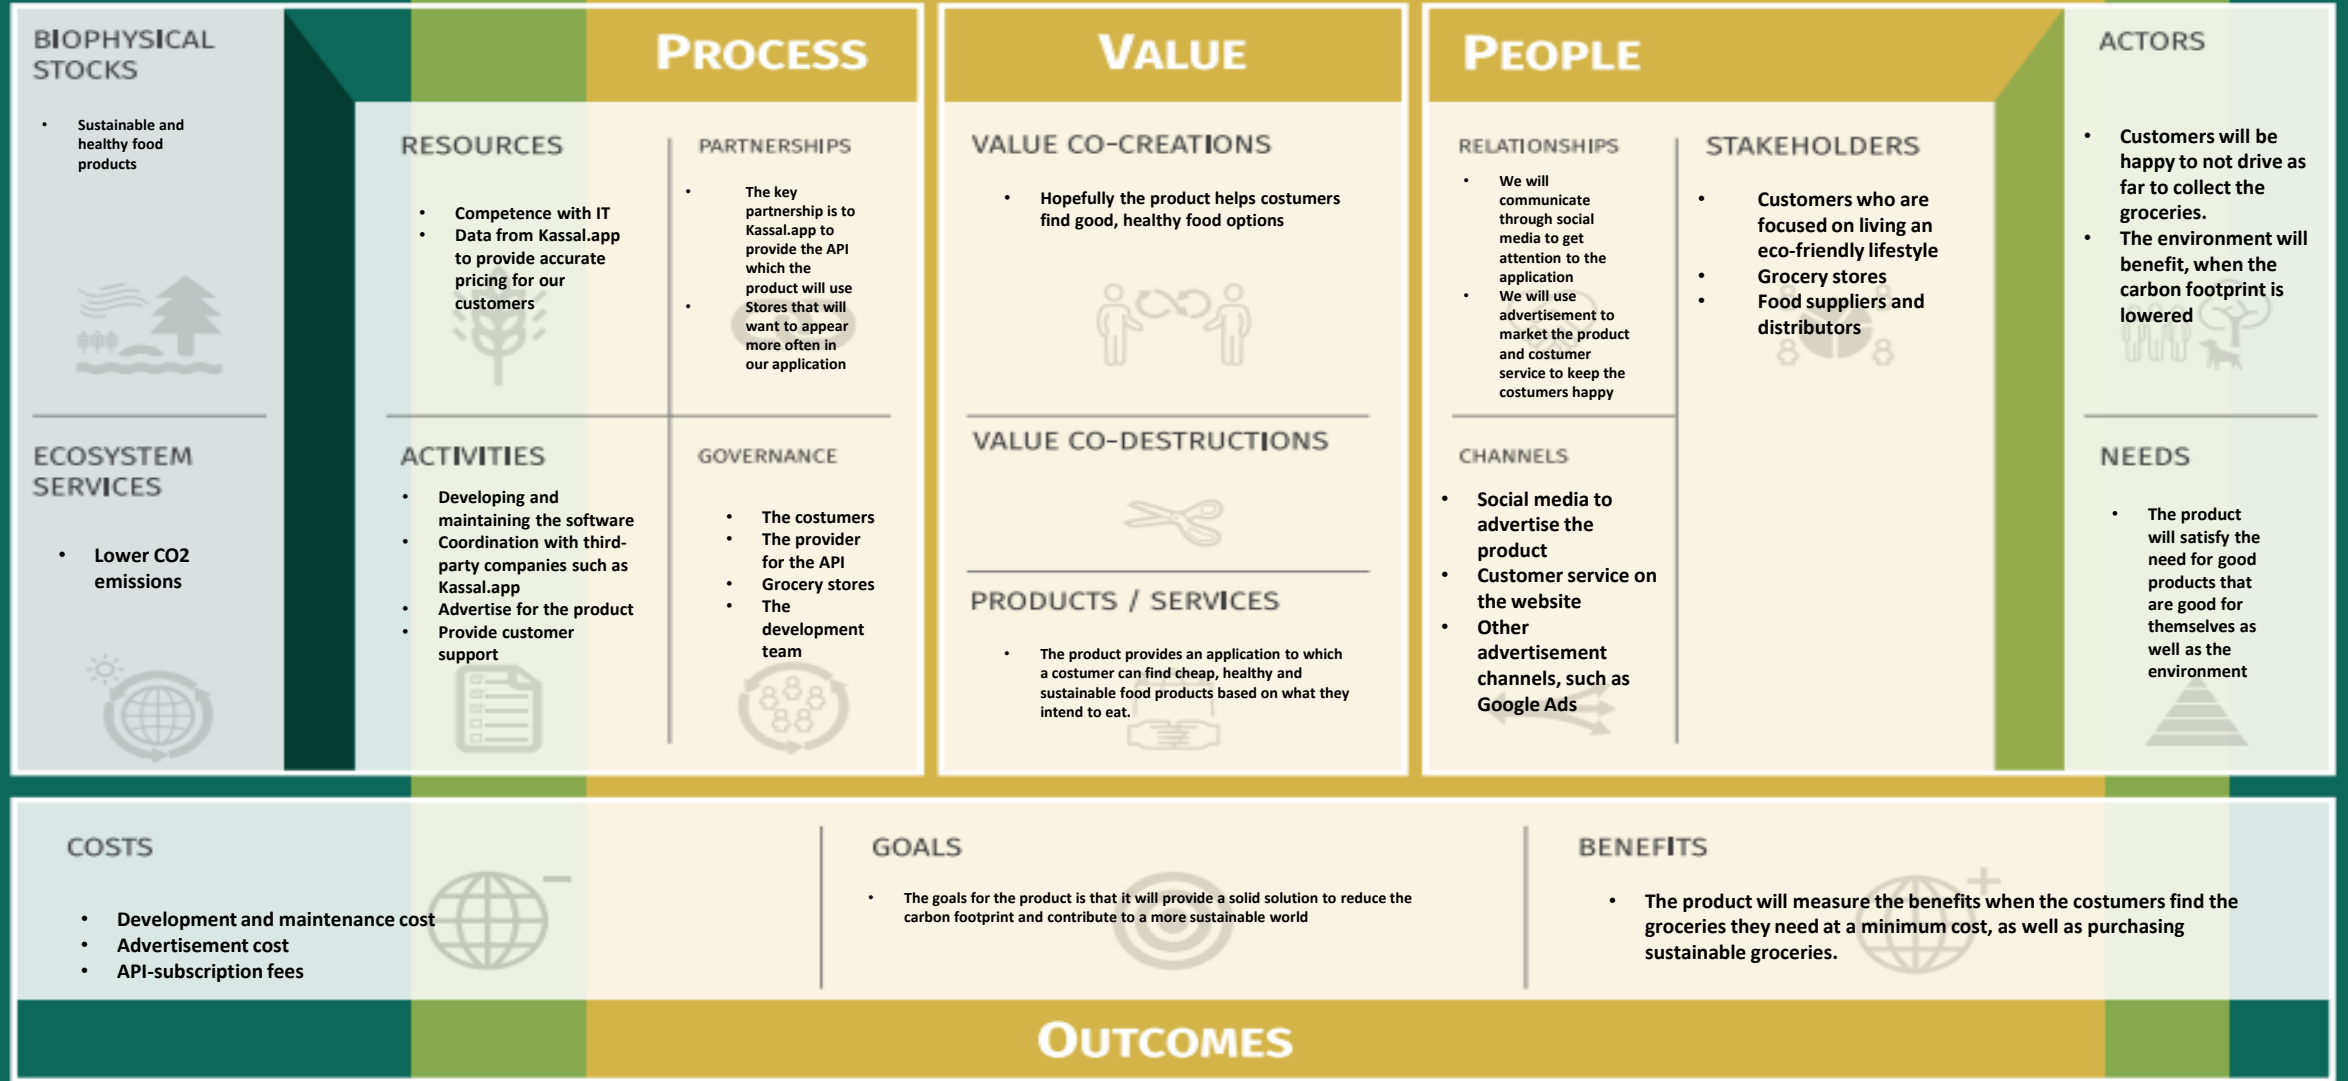 BIOPHYSICAL
STOCKS
• Sustainable and
healthy food
products
ECOSYSTEM
SERVICES
• Lower CO2
emissions
PROCESS
RESOURCES
• Competence with IT
• Data from Kassal.app
to provide accurate
pricing for our
customers
PARTNERSHIPS
• The key
partnership is to
Kassal.app to
provide the API
which the
product will use
• Stores that will
want to appear
more often in
our application
ACTIVITIES
• Developing and
maintaining the software
• Coordination with third-
party companies such as
Kassal.app
• Advertise for the product
• Provide customer
support
GOVERNANCE
• The costumers
• The provider
for the API
• Grocery stores
• The
development
team
VALUE
VALUE CO-CREATIONS
• Hopefully the product helps costumers
find good, healthy food options
VALUE CO-DESTRUCTIONS
PRODUCTS / SERVICES
• The product provides an application to which
a costumer can find cheap, healthy and
sustainable food products based on what they
intend to eat.
PEOPLE
RELATIONSHIPS
• We will
communicate
through social
media to get
attention to the
application
• We will use
advertisement to
market the product
and costumer
service to keep the
costumers happy
STAKEHOLDERS
• Customers who are
focused on living an
eco-friendly lifestyle
• Grocery stores
• Food suppliers and
distributors
CHANNELS
• Social media to
advertise the
product
• Customer service on
the website
• Other
advertisement
channels, such as
Google Ads
ACTORS
• Customers will be
happy to not drive as
far to collect the
groceries.
• The environment will
benefit, when the
carbon footprint is
lowered
NEEDS
• The product
will satisfy the
need for good
products that
are good for
themselves as
well as the
environment
COSTS
• Development and maintenance cost
• Advertisement cost
• API-subscription fees
GOALS
• The goals for the product is that it will provide a solid solution to reduce the
carbon footprint and contribute to a more sustainable world
BENEFITS
• The product will measure the benefits when the costumers find the
groceries they need at a minimum cost, as well as purchasing
sustainable groceries.
OUTCOMES